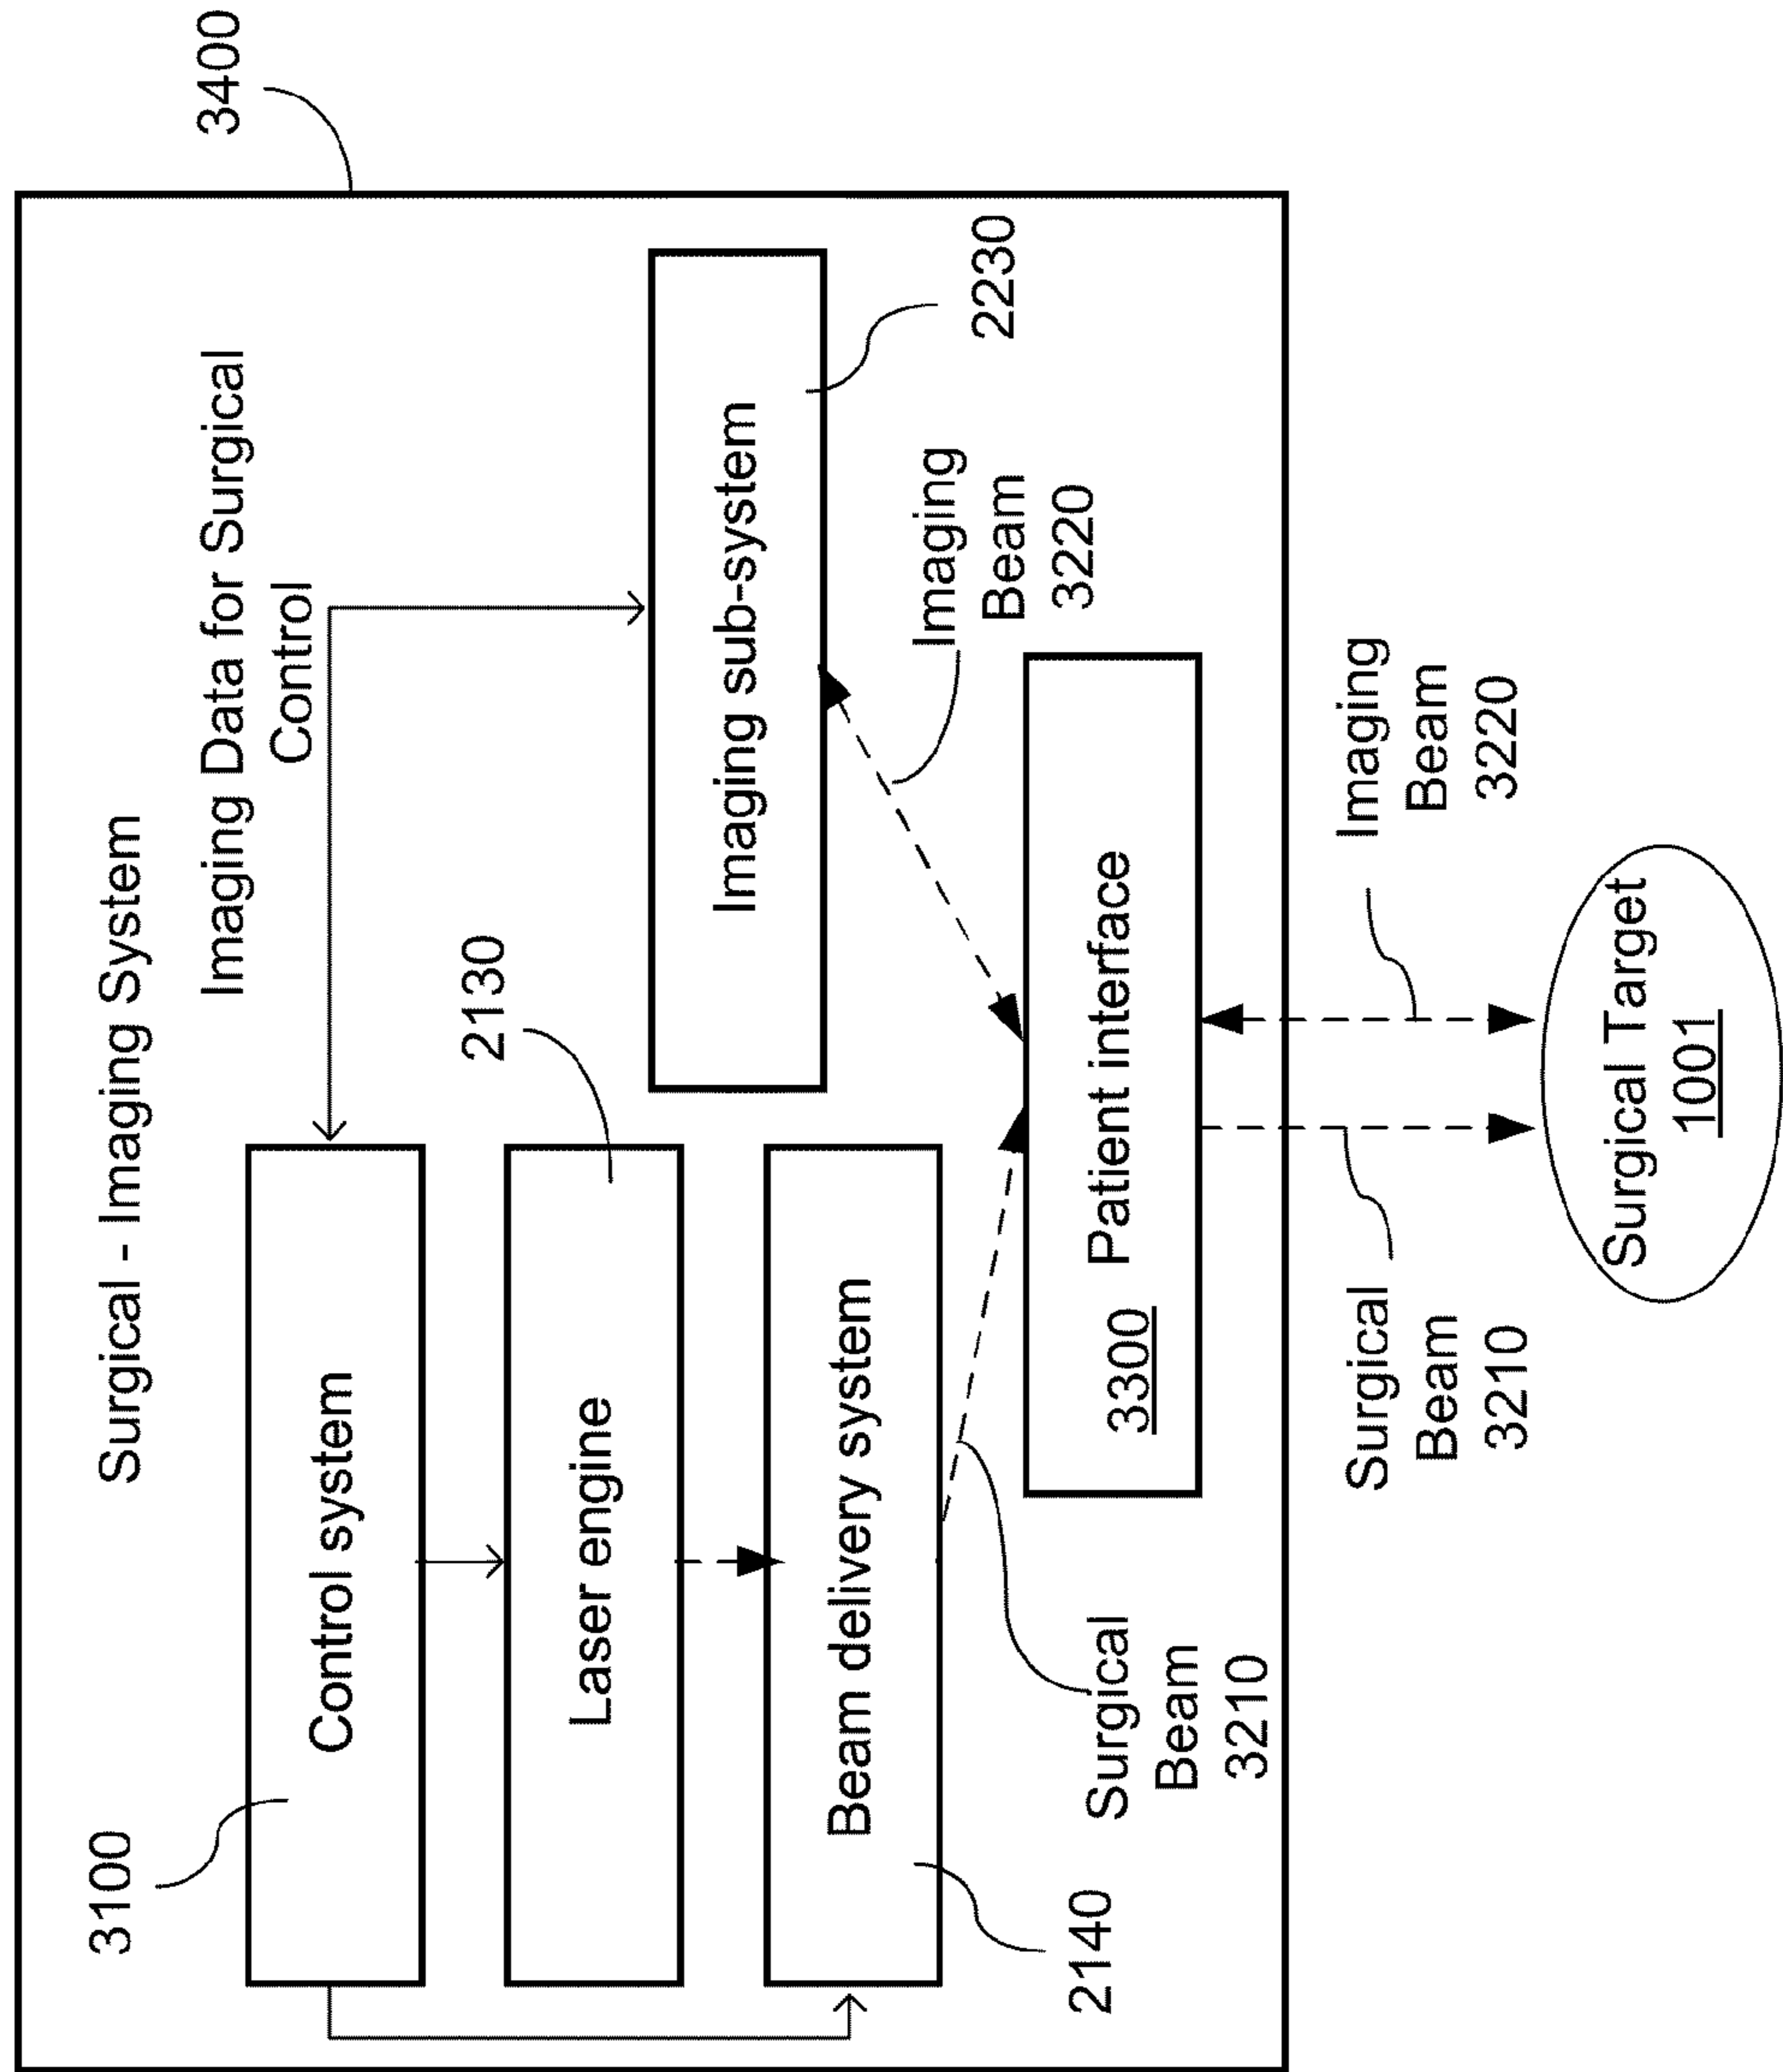 Surgical - Imaging System
3400
3100
Control system
Imaging Data for Surgical
Control
2130
Laser engine
Imaging sub-system
2230
Beam delivery system
2140
Imaging
Beam
3220
Surgical
Beam
3210
3300 Patient interface
Surgical
Beam
3210
Imaging
Beam
3220
Surgical Target
1001